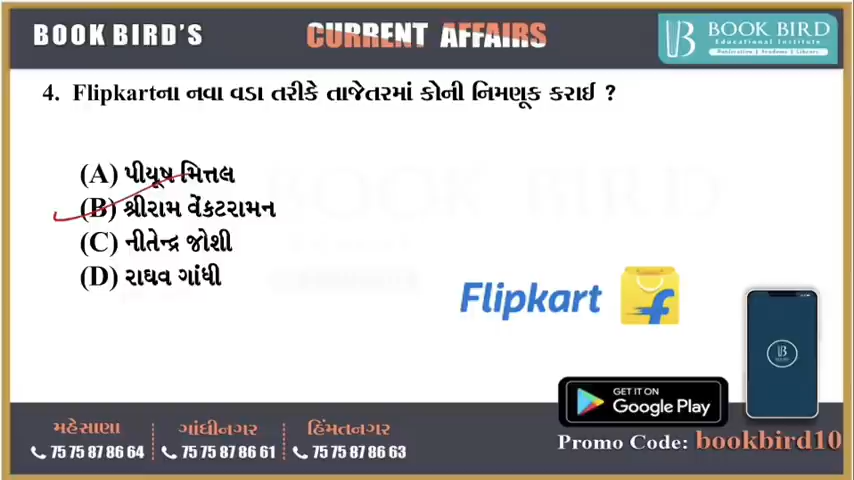 BOOK BIRD'S
CURRENT AFFAIRS
BOOK BIRD
Educational Institute
Publication | Academy | Library
4. Flipkartના નવા વડા તરીકે તાજેતરમાં કોની નિમણૂક કરાઈ ?
(A) પીયૂષ મિત્તલ
(B) શ્રીરામ વેંકટરામન
(C) નીતેન્દ્ર જોશી
(D) રાઘવ ગાંધી
BOOK BIRD
Flipkart
GET IT ON
Google Play
Promo Code: bookbird10
મહેસાણા
75 75 87 86 64
ગાંધીનગર
75 75 87 86 61
હિંમતનગર
75 75 87 86 63